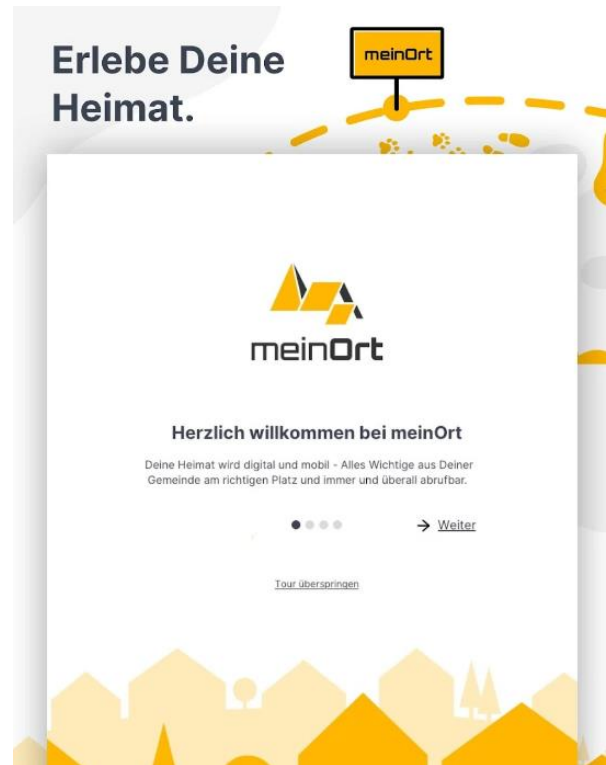 Erlebe Deine
Heimat.
meinOrt
meinOrt
Herzlich willkommen bei meinOrt
Deine Heimat wird digital und mobil - Alles Wichtige aus Deiner
Gemeinde am richtigen Platz und immer und überall abrufbar.
→ Weiter
Tour überspringen